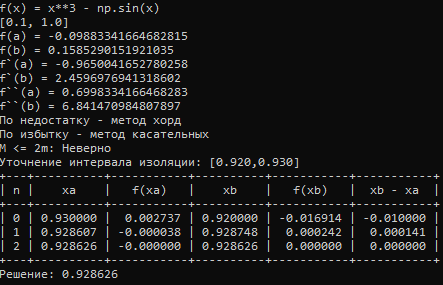 f(x) = x**3 - np.sin(x)
[0.1, 1.0]
f(a) = -0.09883341664682815
f(b) = 0.1585290151921035
f`(a) = -0.9650041652780258
f`(b) = 2.4596976941318602
f``(a) = 0.6998334166468283
f``(b) = 6.841470984807897
По недостатку - метод хорд
По избытку - метод касательных
M <= 2m: Неверно
Уточнение интервала изоляции: [0.920,0.930]
+---+----------+-----------+----------+-----------+-----------+
| n | xa | f(xa) | xb | f(xb) | xb - xa |
+---+----------+-----------+----------+-----------+-----------+
| 0 | 0.930000 | 0.002737 | 0.920000 | -0.016914 | -0.010000 |
| 1 | 0.928607 | -0.000038 | 0.928748 | 0.000242 | 0.000141 |
| 2 | 0.928626 | -0.000000 | 0.928626 | 0.000000 | 0.000000 |
+---+----------+-----------+----------+-----------+-----------+
Решение: 0.928626